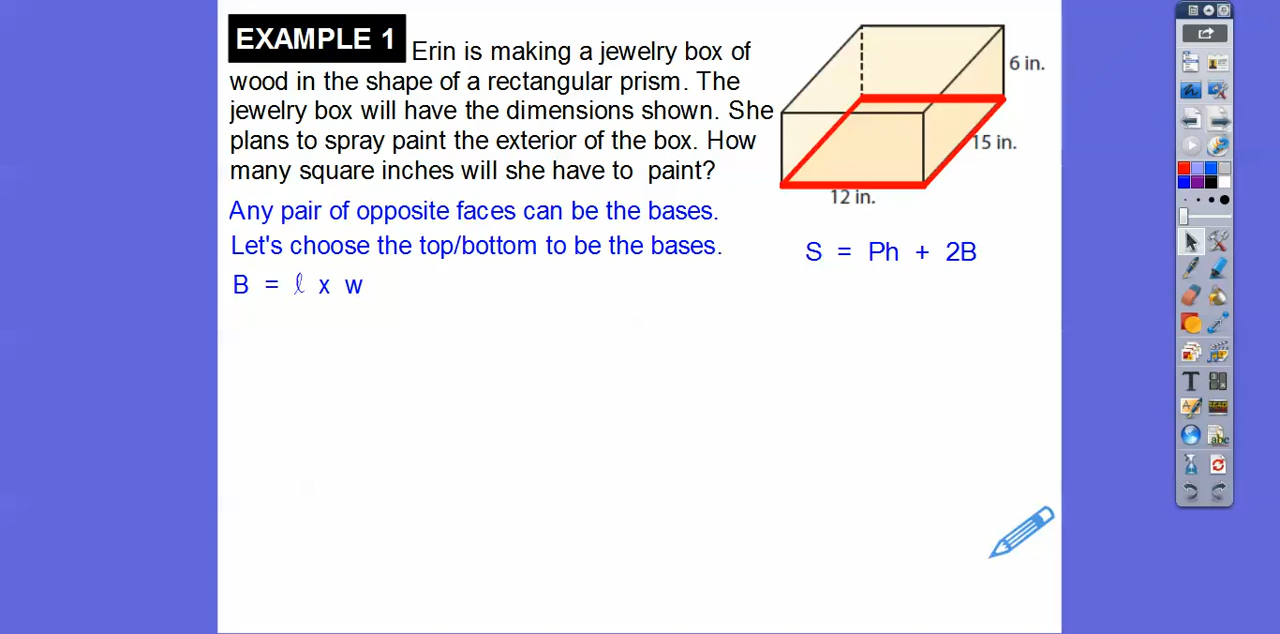 EXAMPLE 1 Erin is making a jewelry box of
wood in the shape of a rectangular prism. The
jewelry box will have the dimensions shown. She
plans to spray paint the exterior of the box. How
many square inches will she have to paint?
6 in.
15 in.
12 in.
Any pair of opposite faces can be the bases.
Let's choose the top/bottom to be the bases.
S = Ph + 2B
B = ℓ x w